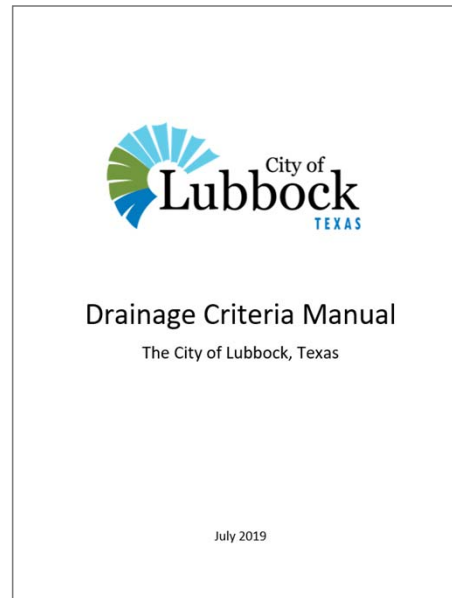 City of
Lubbock
TEXAS
Drainage Criteria Manual
The City of Lubbock, Texas
July 2019